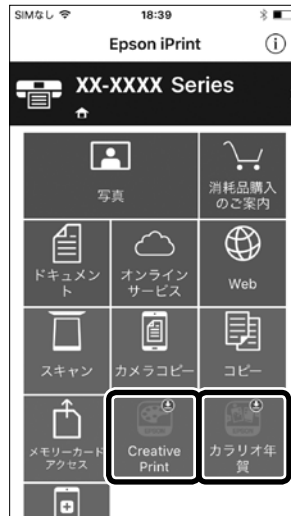 SIMなし 18:39
Epson iPrint
XX-XXXX Series
写真
消耗品購入
のご案内
ドキュメン
ト
オンライン
サービス
Web
スキャン
カメラコピー
コピー
メモリーカード
アクセス
Creative
Print
カラリオ年
賀